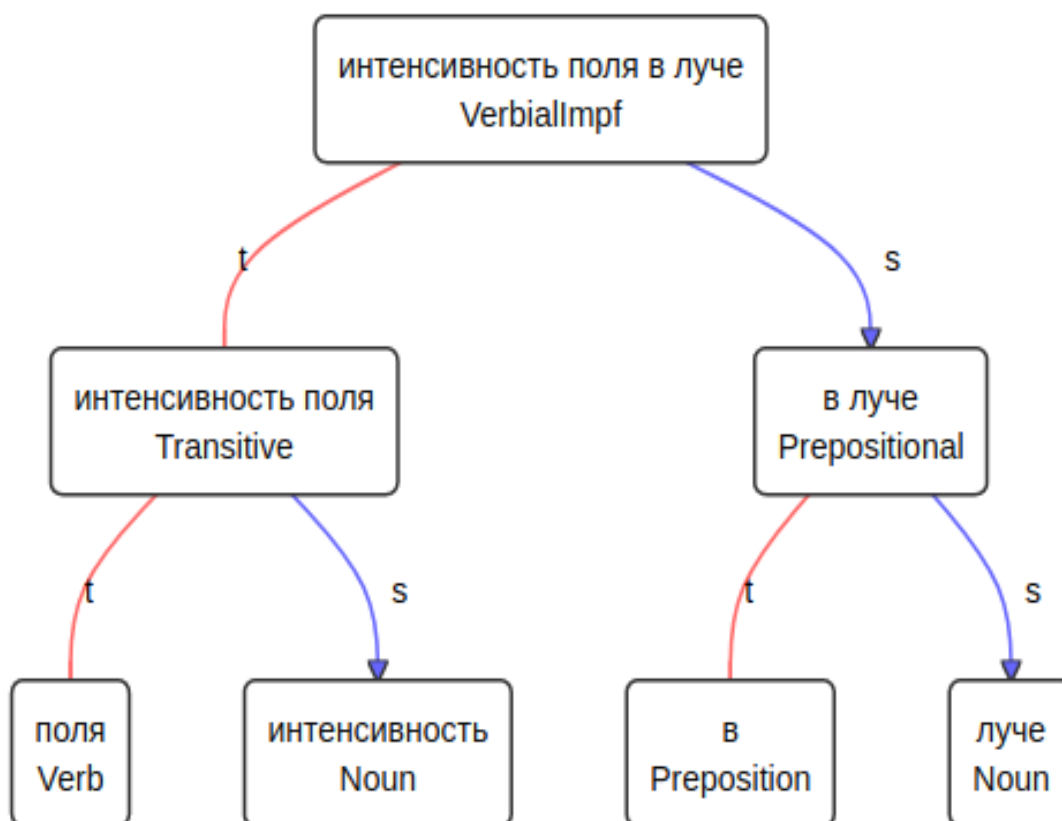 интенсивность поля в луче
VerbialImpf
t
s
интенсивность поля
Transitive
в луче
Prepositional
t
s
t
s
поля
Verb
интенсивность
Noun
в
Preposition
луче
Noun